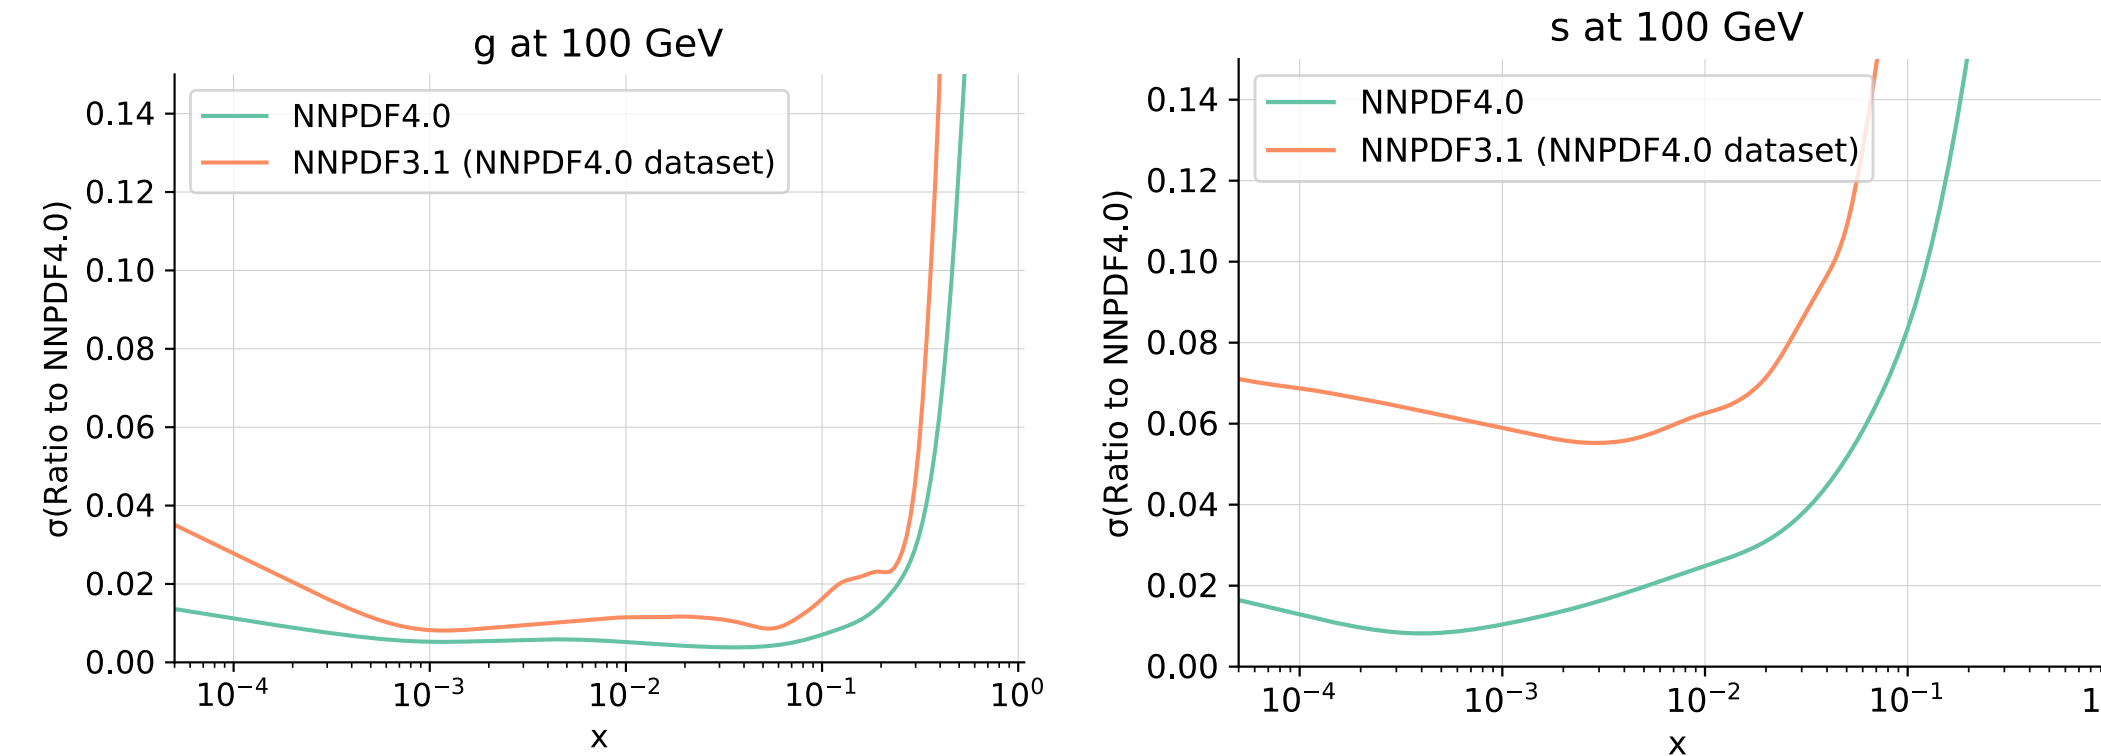 g at 100 GeV
NNPDF4.0
NNPDF3.1 (NNPDF4.0 dataset)
σ(Ratio to NNPDF4.0)
0.14
0.12
0.10
0.08
0.06
0.04
0.02
0.00
10⁻⁴ 10⁻³ 10⁻² 10⁻¹ 10⁰
x
s at 100 GeV
NNPDF4.0
NNPDF3.1 (NNPDF4.0 dataset)
σ(Ratio to NNPDF4.0)
0.14
0.12
0.10
0.08
0.06
0.04
0.02
0.00
10⁻⁴ 10⁻³ 10⁻² 10⁻¹
x